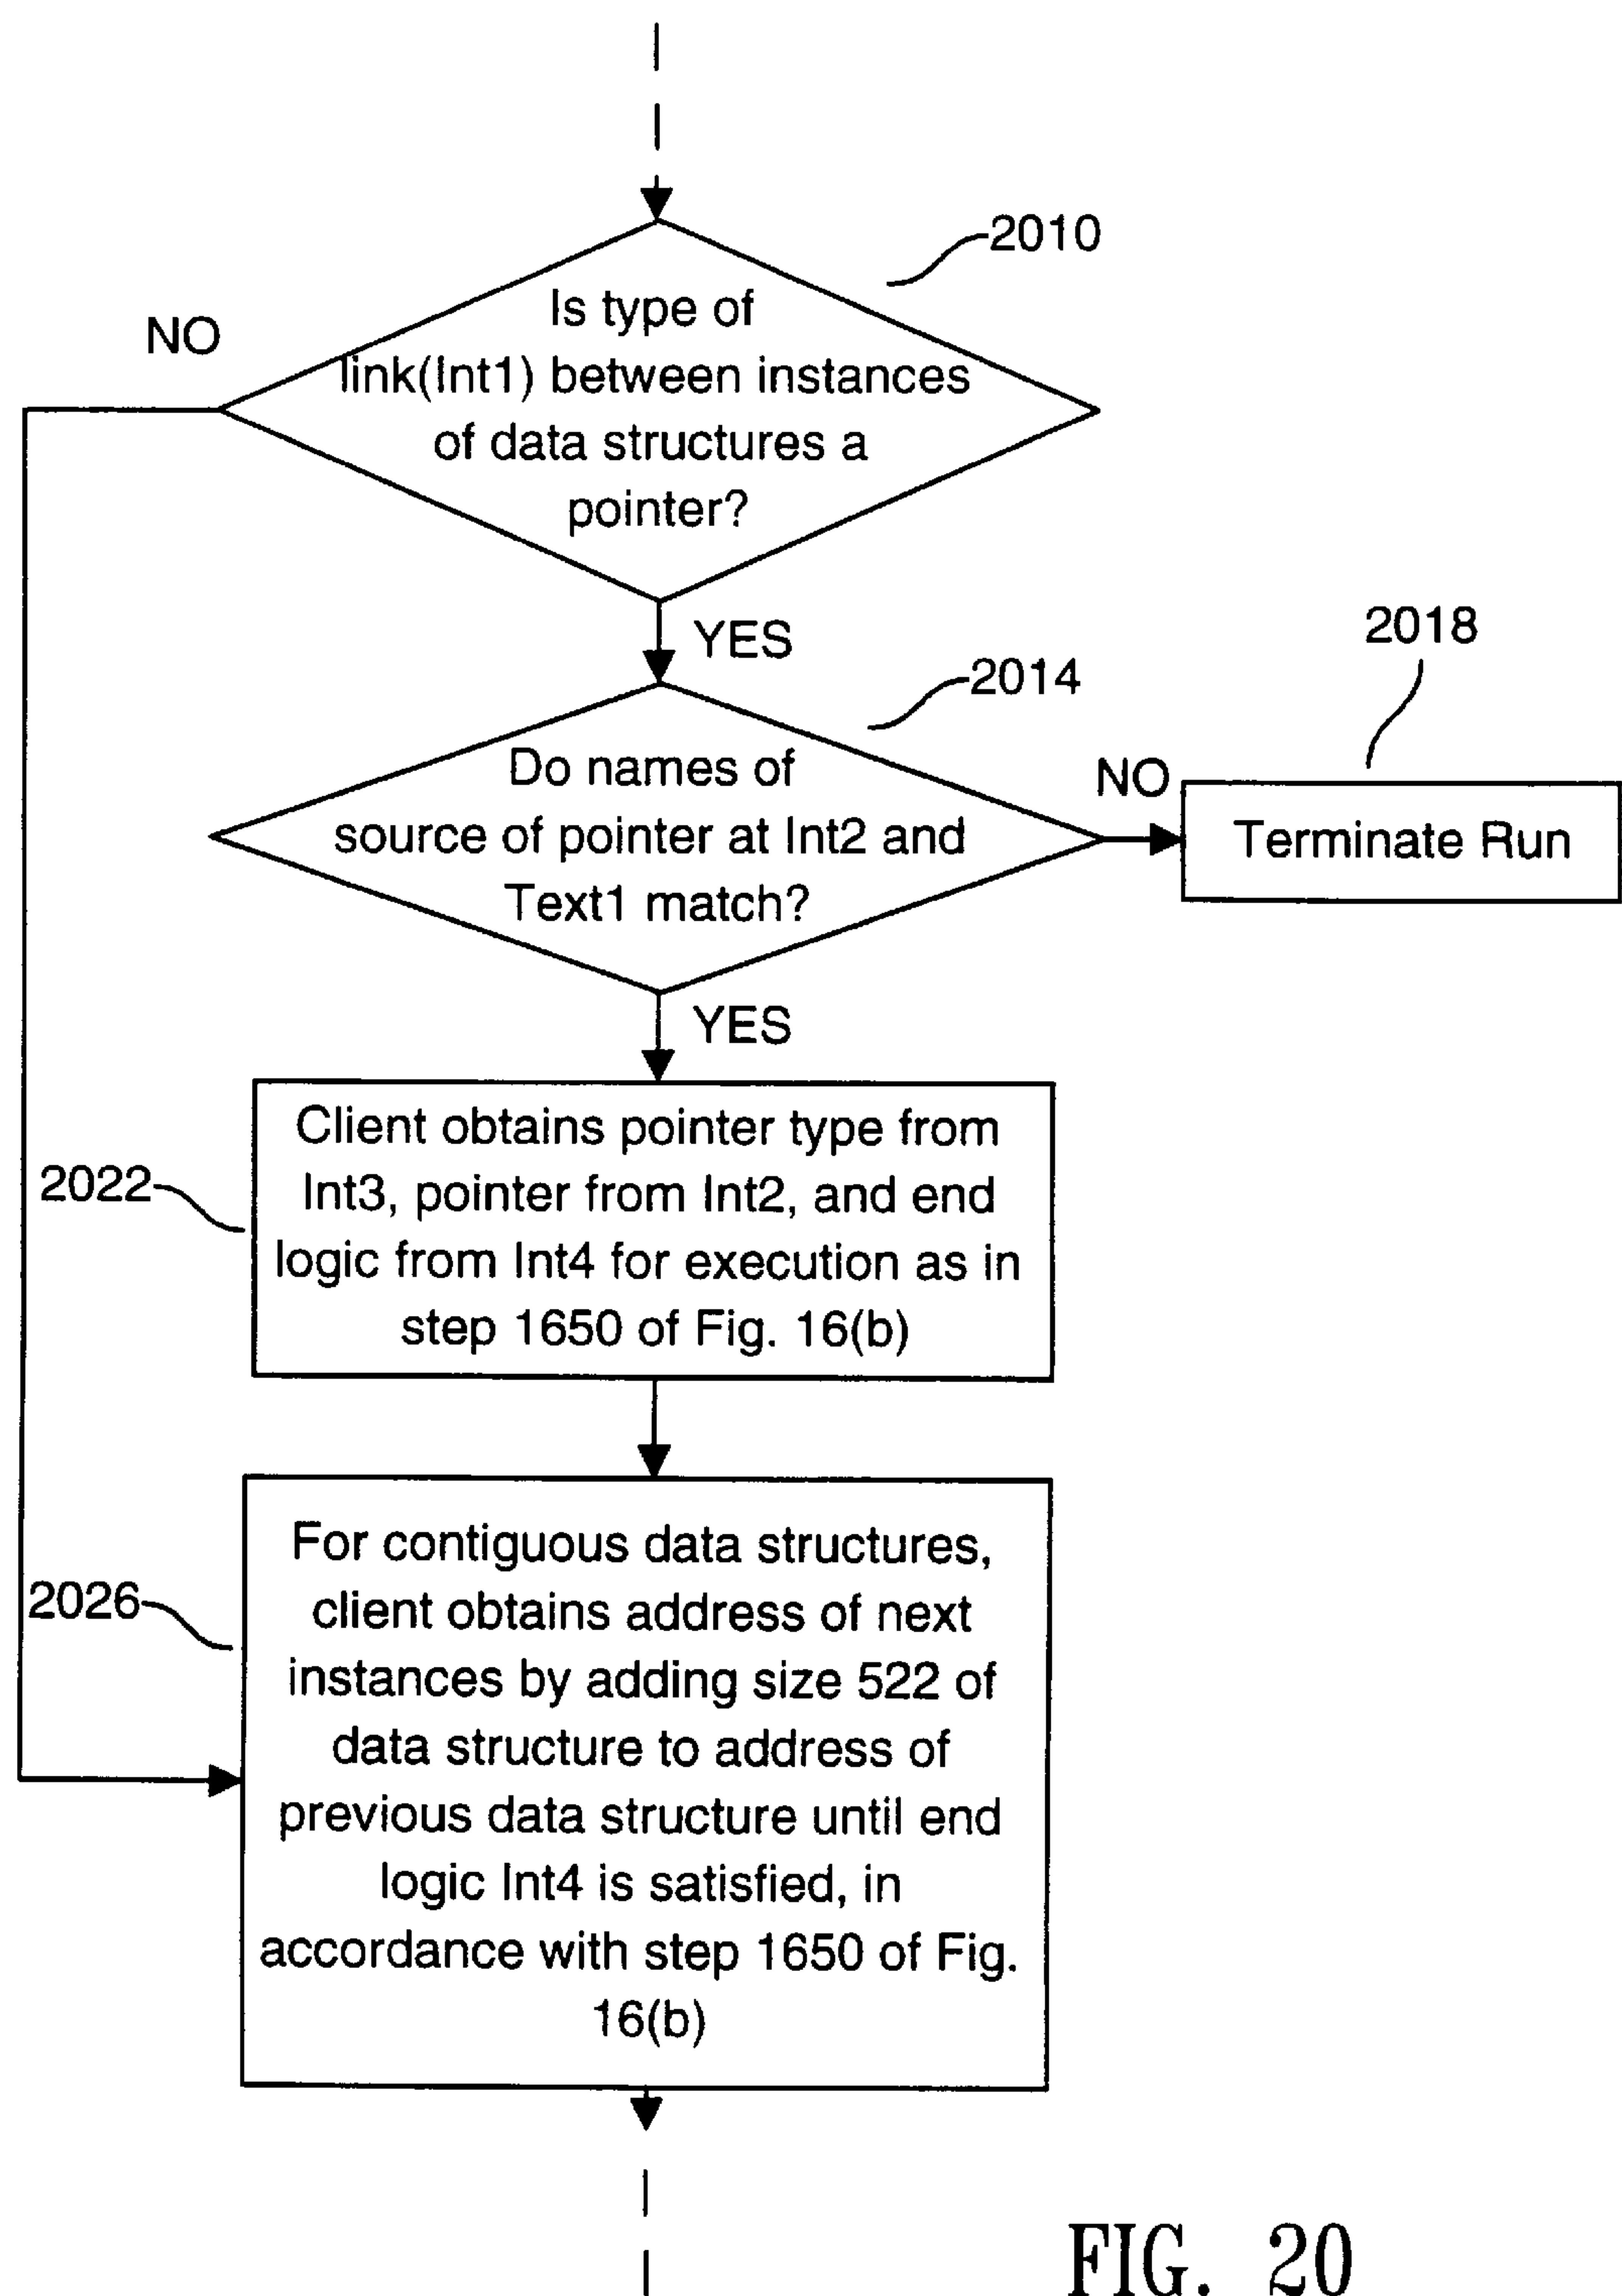 2010
Is type of
NO
link(Int1) between instances
of data structures a
pointer?
YES
2018
2014
Do names of
NO
source of pointer at Int2 and
Terminate Run
Text1 match?
YES
Client obtains pointer type from
2022
Int3, pointer from Int2, and end
logic from Int4 for execution as in
step 1650 of Fig. 16(b)
For contiguous data structures,
2026
client obtains address of next
instances by adding size 522 of
data structure to address of
previous data structure until end
logic Int4 is satisfied, in
accordance with step 1650 of Fig.
16(b)
FIG. 20